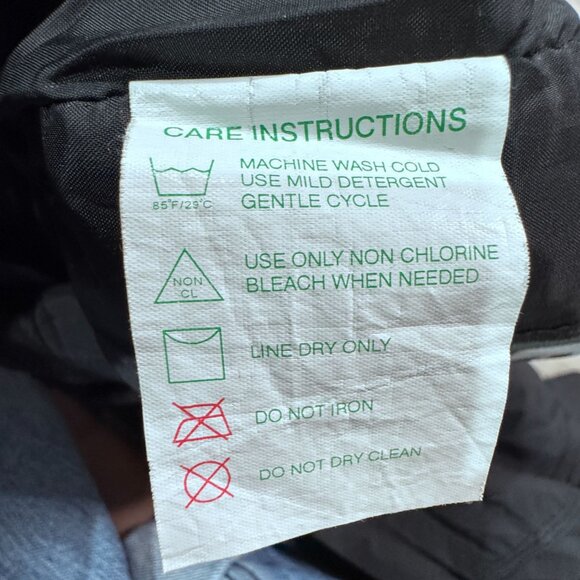 CARE INSTRUCTIONS
MACHINE WASH COLD
USE MILD DETERGENT
GENTLE CYCLE
85°F/29°C
USE ONLY NON CHLORINE
BLEACH WHEN NEEDED
NON
CL
LINE DRY ONLY
DO NOT IRON
DO NOT DRY CLEAN